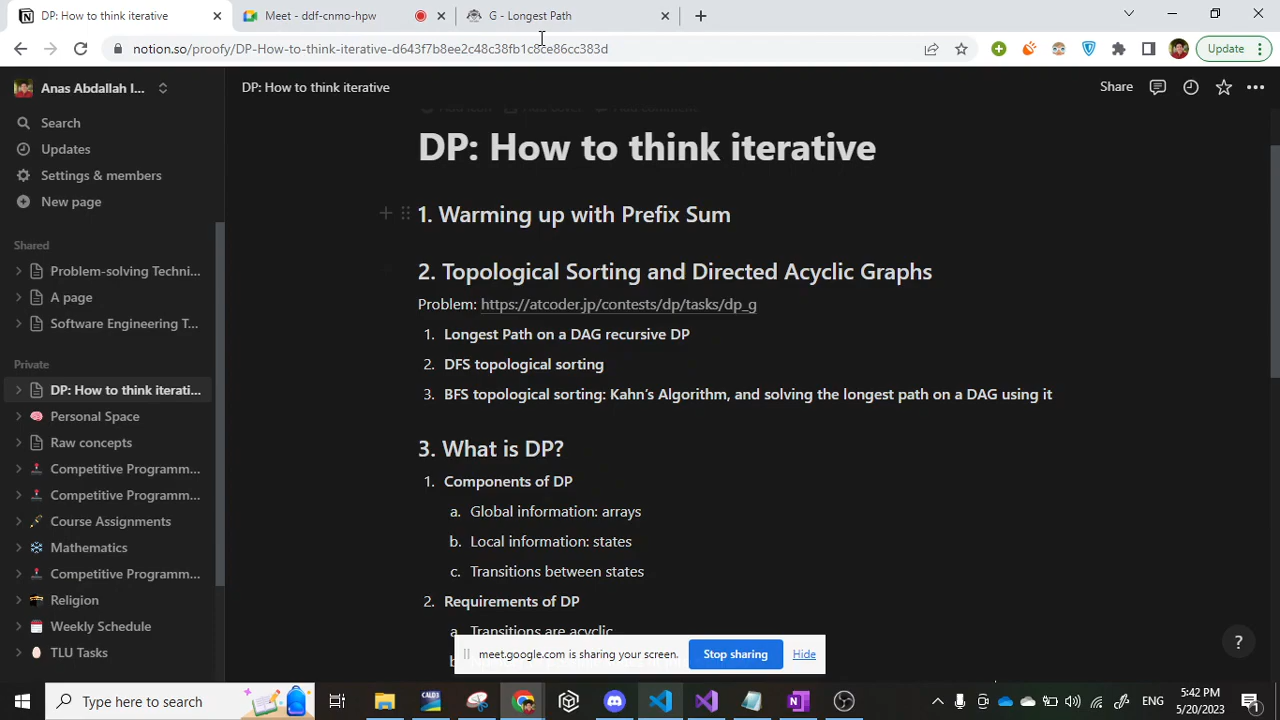 DP: How to think iterative
Meet - ddf-cnmo-hpw
G - Longest Path
notion.so/proofy/DP-How-to-think-iterative-d643f7b8ee2c48c38fb1c8ce86cc383d
Update
Anas Abdallah I...
DP: How to think iterative
Share
Search
Updates
Settings & members
New page
Shared
Problem-solving Techni...
A page
Software Engineering T...
Private
DP: How to think iterati...
Personal Space
Raw concepts
Competitive Programm...
Competitive Programm...
Course Assignments
Mathematics
Competitive Programm...
Religion
Weekly Schedule
TLU Tasks
DP: How to think iterative
1. Warming up with Prefix Sum
2. Topological Sorting and Directed Acyclic Graphs
Problem: https://atcoder.jp/contests/dp/tasks/dp_g
1. Longest Path on a DAG recursive DP
2. DFS topological sorting
3. BFS topological sorting: Kahn's Algorithm, and solving the longest path on a DAG using it
3. What is DP?
1. Components of DP
a. Global information: arrays
b. Local information: states
c. Transitions between states
2. Requirements of DP
a. Transitions are acyclic
meet.google.com is sharing your screen.
Stop sharing
Hide
?
Type here to search
CALD3
ENG
5:42 PM
5/20/2023
1